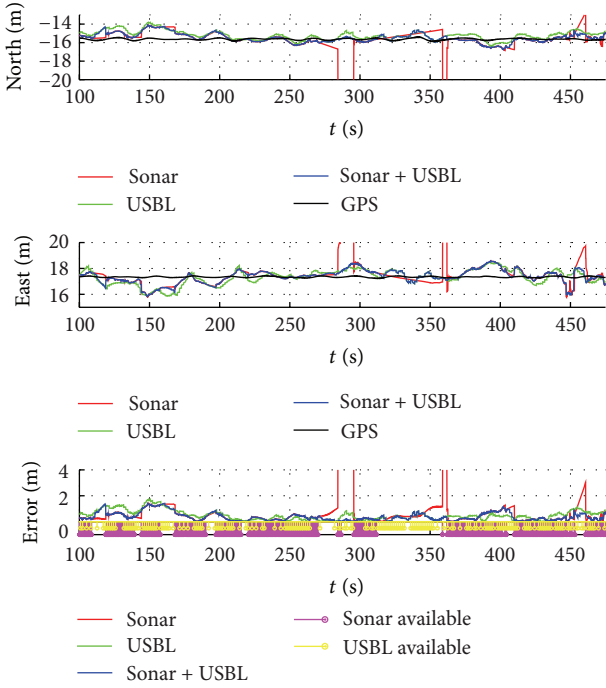 North (m)
−14
−16
−18
−20
100 150 200 250 300 350 400 450
t (s)
Sonar
USBL
Sonar + USBL
GPS
East (m)
20
18
16
100 150 200 250 300 350 400 450
t (s)
Sonar
USBL
Sonar + USBL
GPS
Error (m)
4
2
0
100 150 200 250 300 350 400 450
t (s)
Sonar
USBL
Sonar + USBL
Sonar available
USBL available